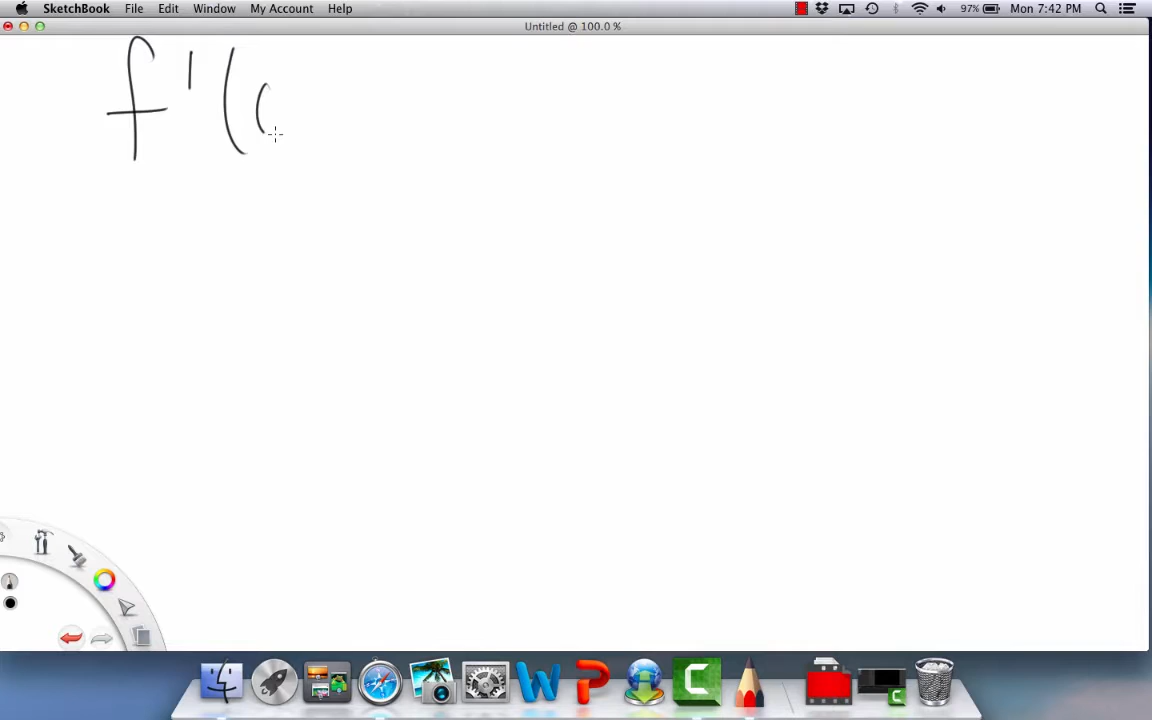 SketchBook File Edit Window My Account Help 97% Mon 7:42 PM
Untitled @ 100.0 %
f'(